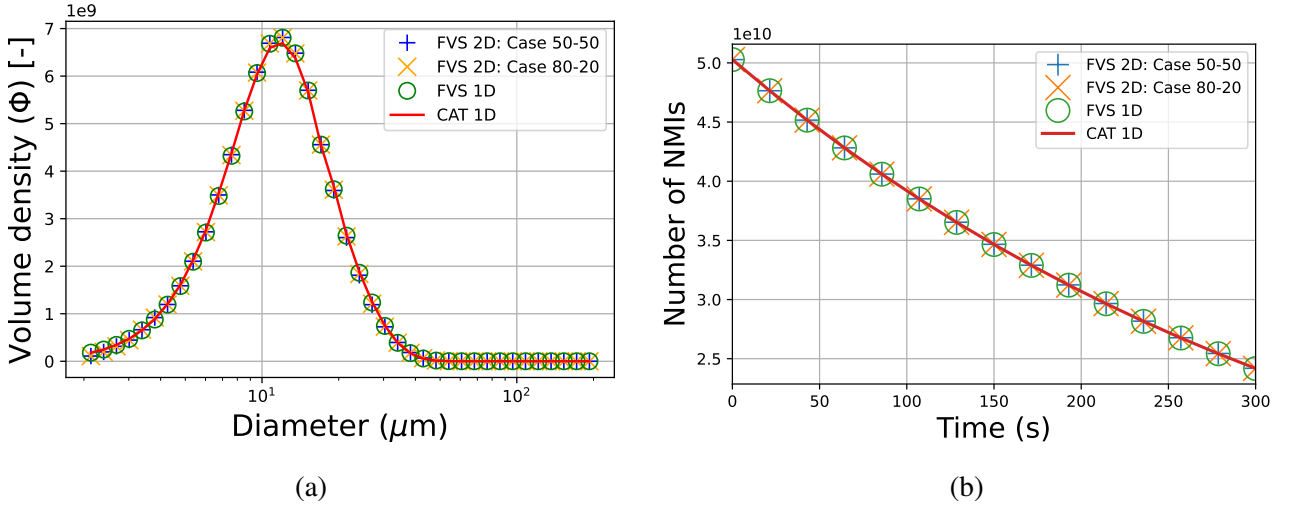 1e9
7
6
5
4
3
2
1
0
Volume density (Φ) [-]
FVS 2D: Case 50-50
FVS 2D: Case 80-20
FVS 1D
CAT 1D
10¹
10²
Diameter (μm)
(a)
1e10
5.0
4.5
4.0
3.5
3.0
2.5
Number of NMIs
FVS 2D: Case 50-50
FVS 2D: Case 80-20
FVS 1D
CAT 1D
0 50 100 150 200 250 300
Time (s)
(b)